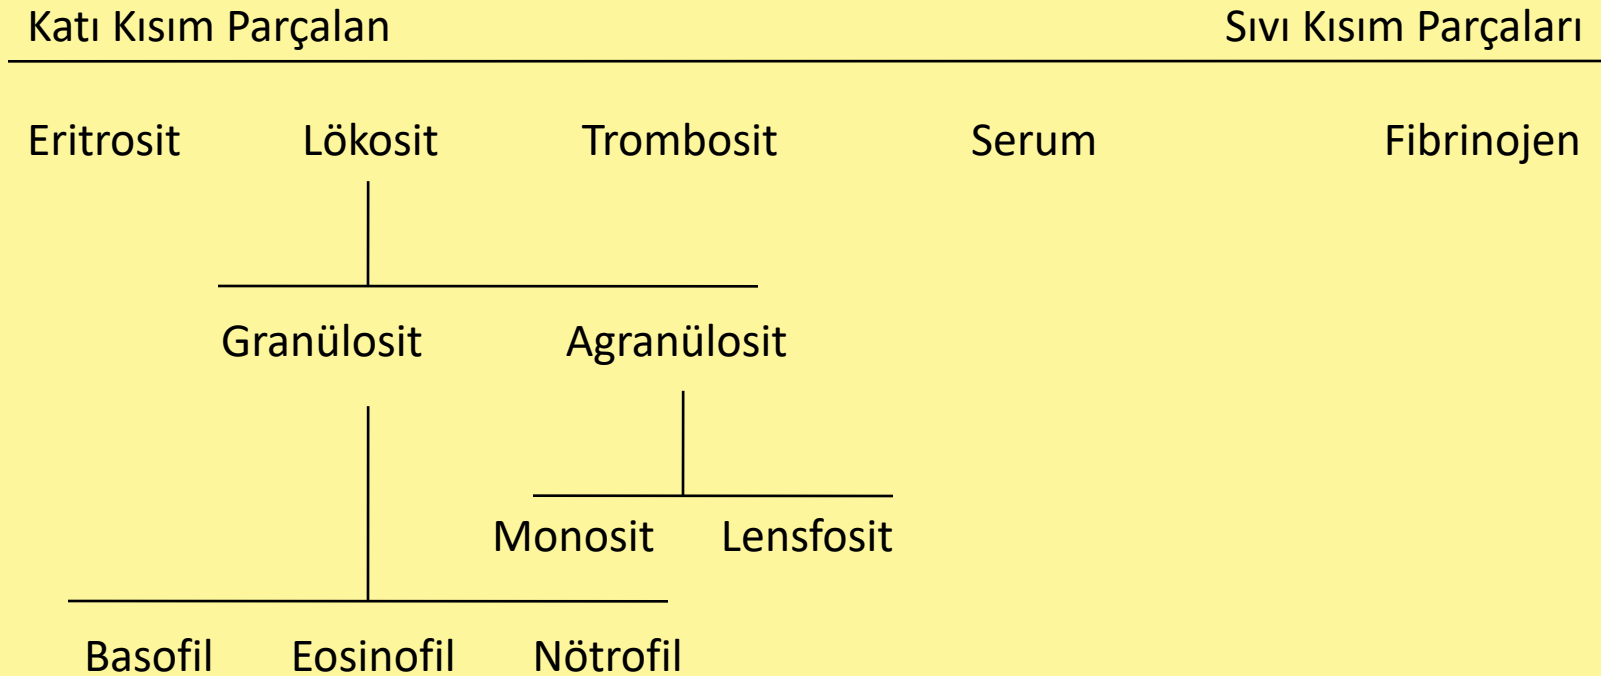 Katı Kısım Parçalan Sıvı Kısım Parçaları
Eritrosit Lökosit Trombosit Serum Fibrinojen
Granülosit Agranülosit
Monosit Lensfosit
Basofil Eosinofil Nötrofil